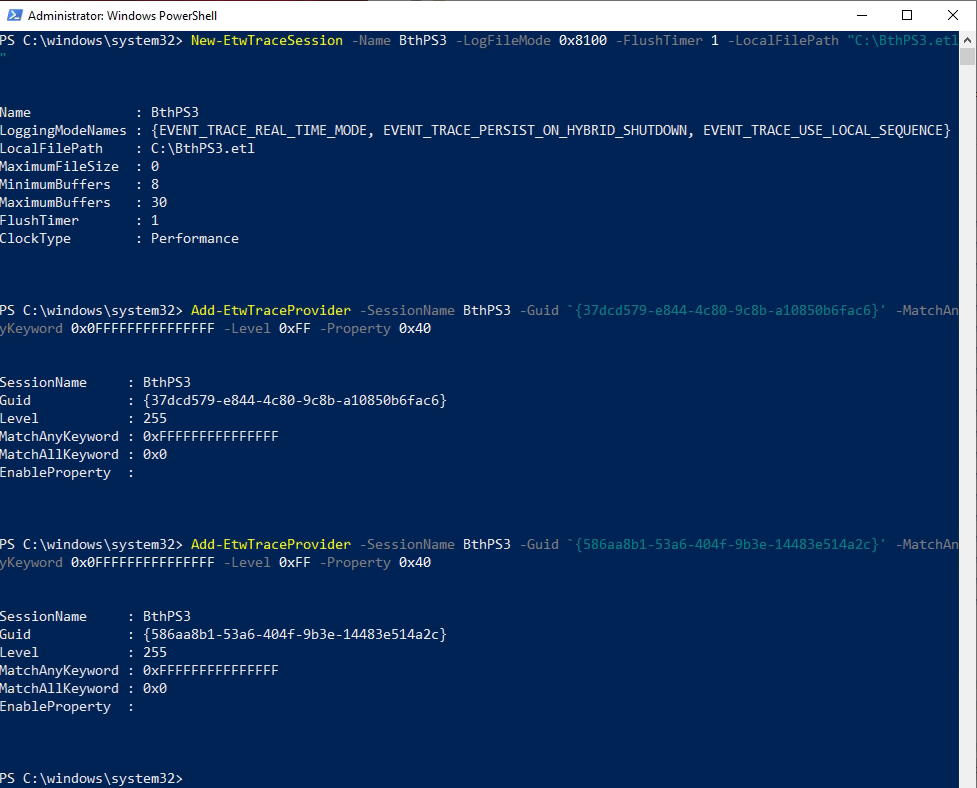 Administrator: Windows PowerShell
PS C:\windows\system32> New-EtwTraceSession -Name BthPS3 -LogFileMode 0x8100 -FlushTimer 1 -LocalFilePath "C:\BthPS3.etl
"
Name             : BthPS3
LoggingModeNames : {EVENT_TRACE_REAL_TIME_MODE, EVENT_TRACE_PERSIST_ON_HYBRID_SHUTDOWN, EVENT_TRACE_USE_LOCAL_SEQUENCE}
LocalFilePath    : C:\BthPS3.etl
MaximumFileSize  : 0
MinimumBuffers   : 8
MaximumBuffers   : 30
FlushTimer       : 1
ClockType        : Performance
PS C:\windows\system32> Add-EtwTraceProvider -SessionName BthPS3 -Guid `{37dcd579-e844-4c80-9c8b-a10850b6fac6}' -MatchAn
yKeyword 0x0FFFFFFFFFFFFFFF -Level 0xFF -Property 0x40
SessionName     : BthPS3
Guid            : {37dcd579-e844-4c80-9c8b-a10850b6fac6}
Level           : 255
MatchAnyKeyword : 0xFFFFFFFFFFFFFFF
MatchAllKeyword : 0x0
EnableProperty  :
PS C:\windows\system32> Add-EtwTraceProvider -SessionName BthPS3 -Guid `{586aa8b1-53a6-404f-9b3e-14483e514a2c}' -MatchAn
yKeyword 0x0FFFFFFFFFFFFFFF -Level 0xFF -Property 0x40
SessionName     : BthPS3
Guid            : {586aa8b1-53a6-404f-9b3e-14483e514a2c}
Level           : 255
MatchAnyKeyword : 0xFFFFFFFFFFFFFFF
MatchAllKeyword : 0x0
EnableProperty  :
PS C:\windows\system32>